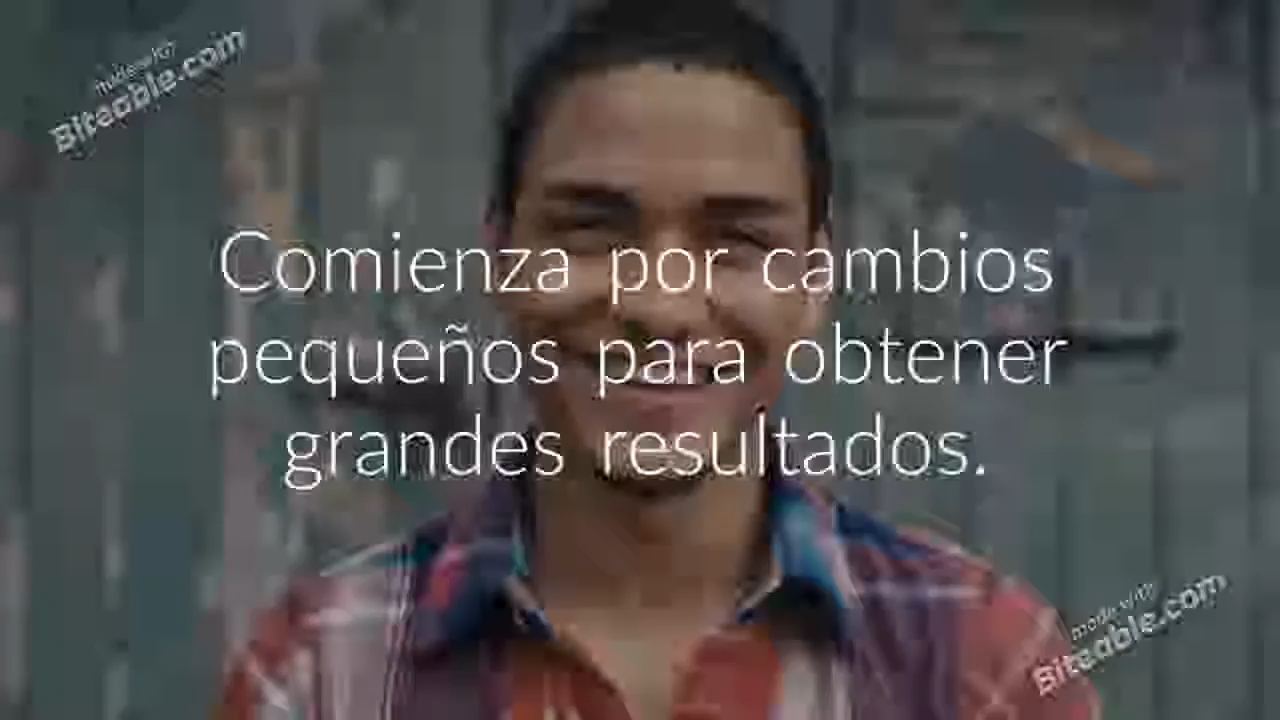 made with
Biteable.com
Comienza por cambios
pequeños para obtener
grandes resultados.
made with
Biteable.com